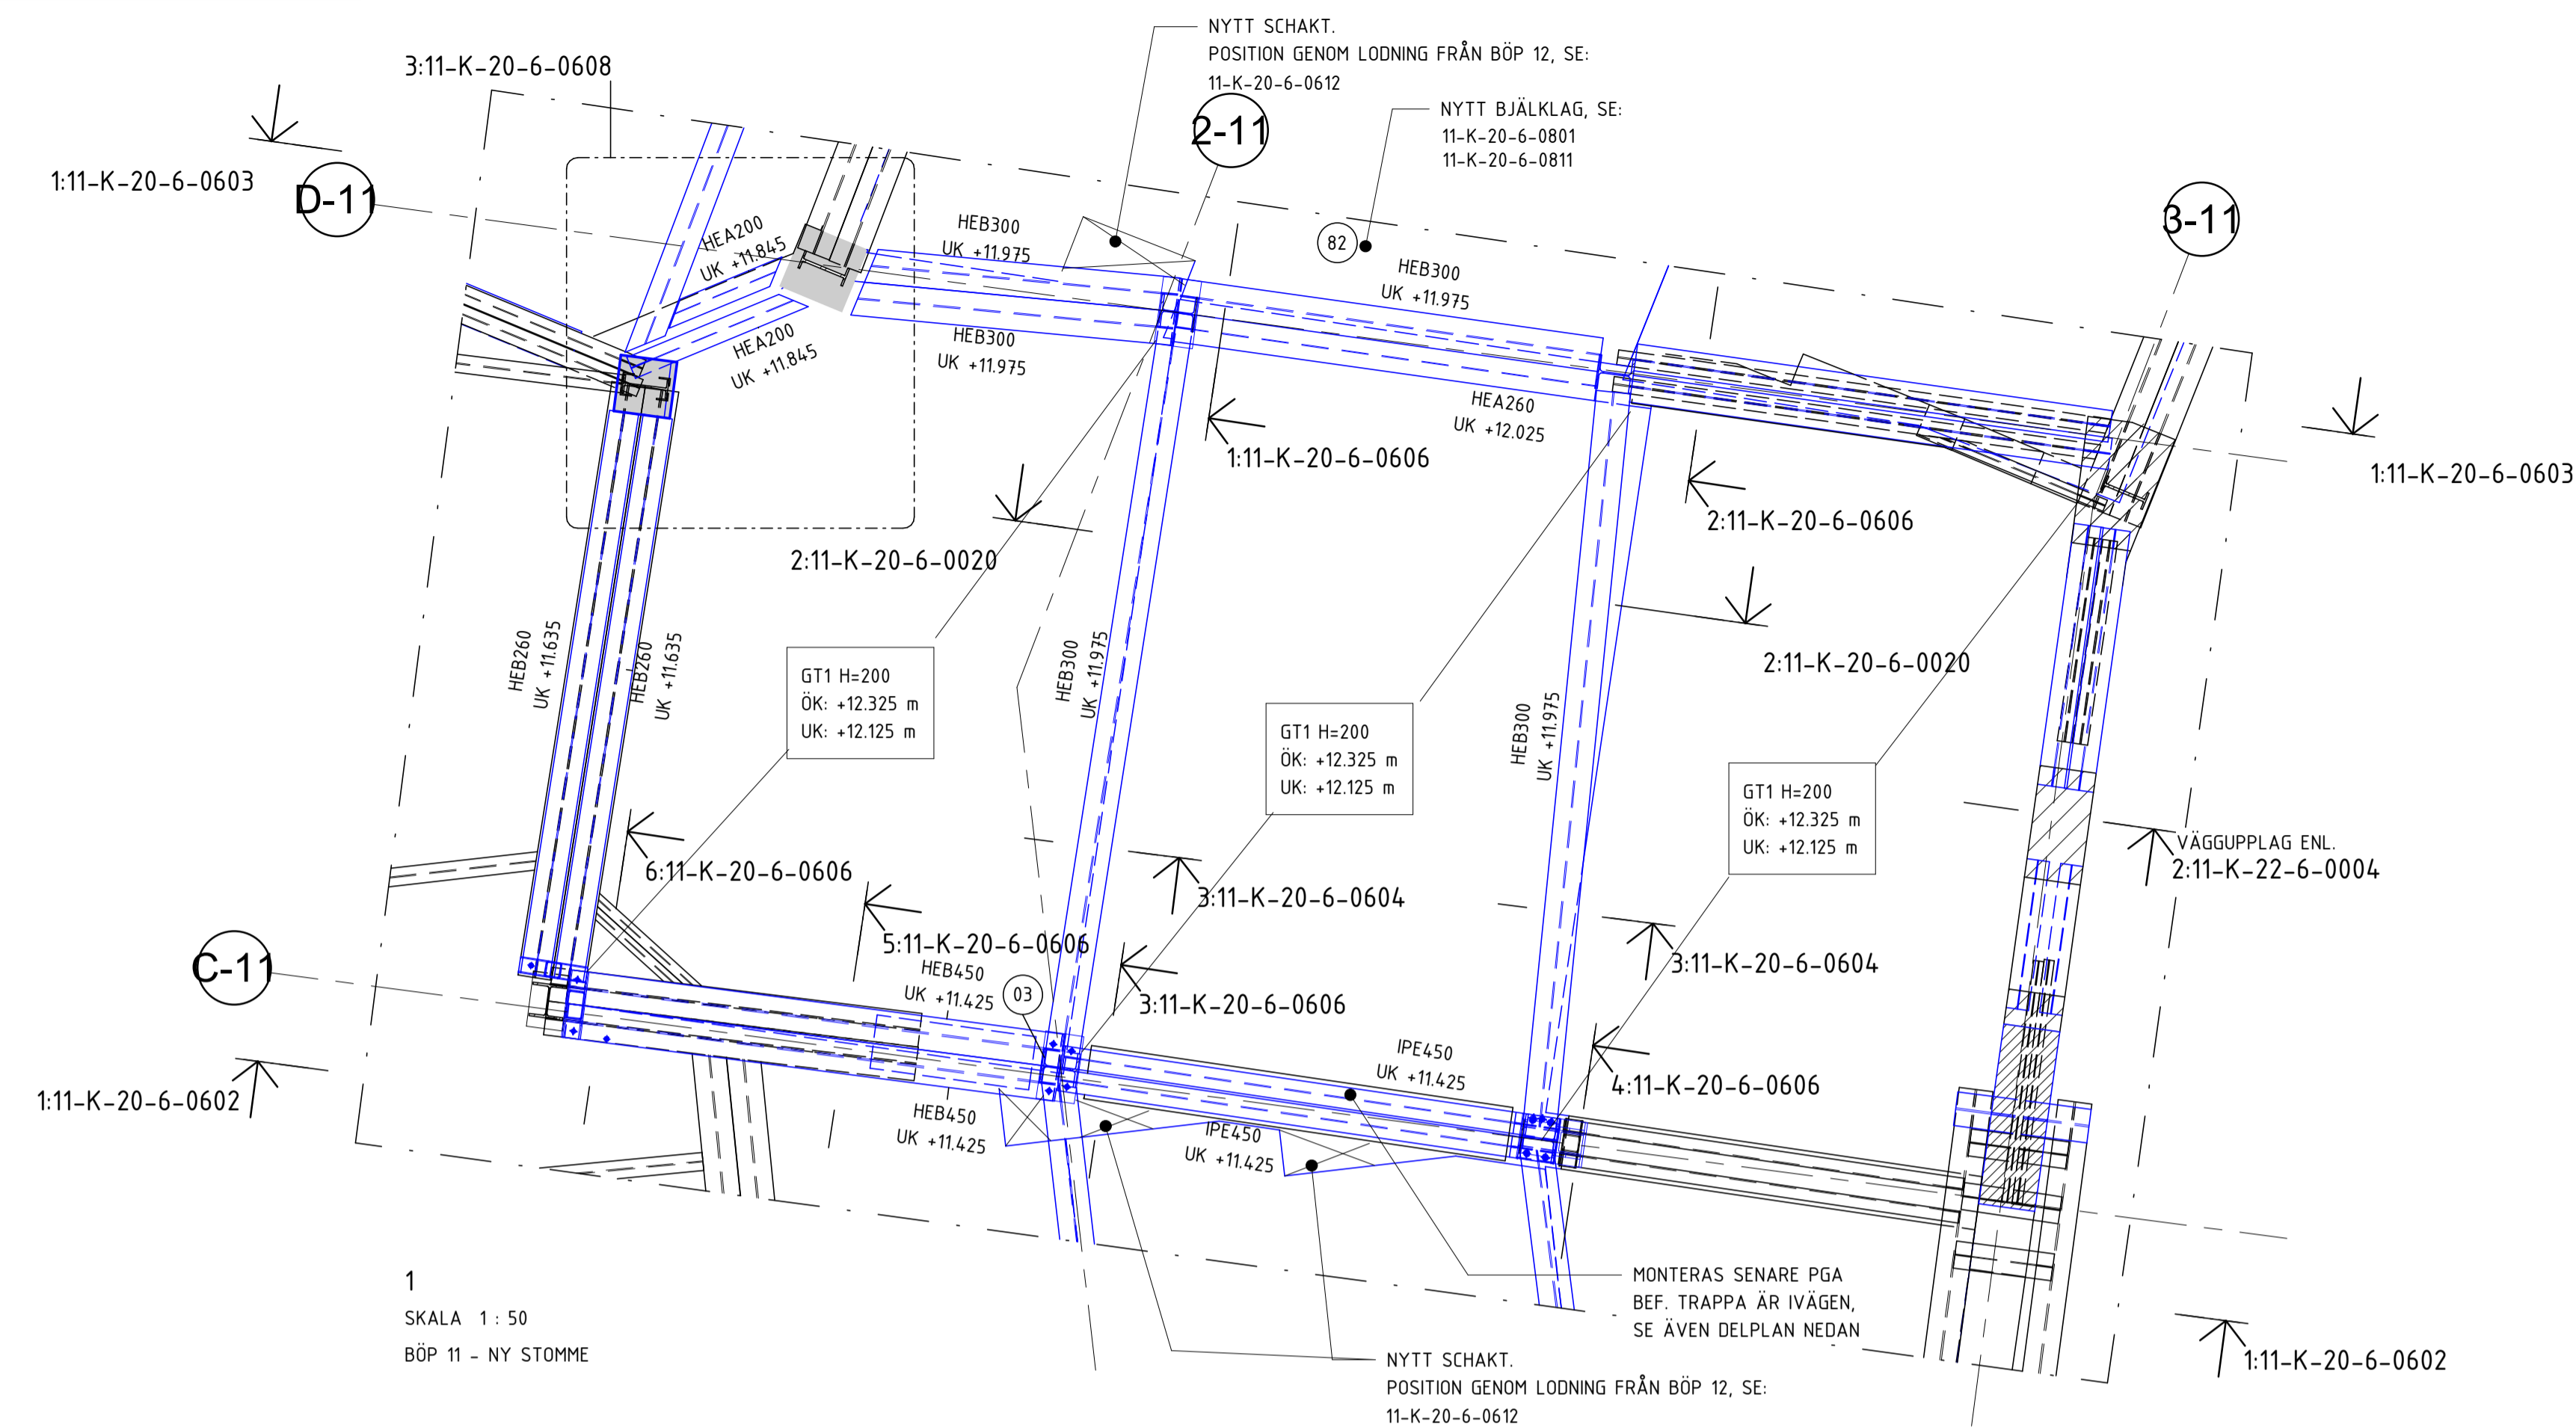 NYTT SCHAKT.
POSITION GENOM LODNING FRÅN BÖP 12, SE:
11-K-20-6-0612
3:11-K-20-6-0608
NYTT BJÄLKLAG, SE:
11-K-20-6-0801
11-K-20-6-0811
2-11
1:11-K-20-6-0603
D-11
3-11
82
HEA200
UK +11.845
HEB300
UK +11.975
HEB300
UK +11.975
HEA200
UK +11.845
HEB300
UK +11.975
HEA260
UK +12.025
1:11-K-20-6-0606
1:11-K-20-6-0603
2:11-K-20-6-0606
2:11-K-20-6-0020
2:11-K-20-6-0020
HEB260
UK +11.635
HEB260
UK +11.635
GT1 H=200
ÖK: +12.325 m
UK: +12.125 m
HEB300
UK +11.975
GT1 H=200
ÖK: +12.325 m
UK: +12.125 m
HEB300
UK +11.975
GT1 H=200
ÖK: +12.325 m
UK: +12.125 m
VÄGGUPPLAG ENL.
2:11-K-22-6-0004
6:11-K-20-6-0606
3:11-K-20-6-0604
5:11-K-20-6-0606
3:11-K-20-6-0604
C-11
HEB450
UK +11.425
03
3:11-K-20-6-0606
IPE450
UK +11.425
4:11-K-20-6-0606
1:11-K-20-6-0602
HEB450
UK +11.425
IPE450
UK +11.425
1
SKALA 1 : 50
BÖP 11 - NY STOMME
MONTERAS SENARE PGA
BEF. TRAPPA ÄR IVÄGEN,
SE ÄVEN DELPLAN NEDAN
NYTT SCHAKT.
POSITION GENOM LODNING FRÅN BÖP 12, SE:
11-K-20-6-0612
1:11-K-20-6-0602